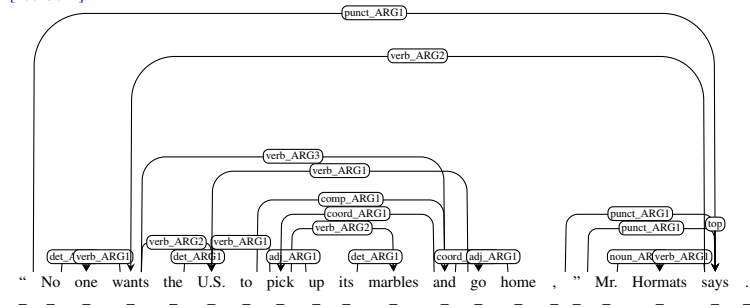 punct_ARG1
verb_ARG2
verb_ARG3
verb_ARG1
comp_ARG1
coord_ARG1 punct_ARG1
verb_ARG2 punct_ARG1 top
verb_ARG2 verb_ARG1
verb_ARG1 det_ARG1 adj_ARG1 det_ARG1 adj_ARG1 verb_ARG1
“ No one wants the U.S. to pick up its marbles and go home , ” Mr. Hormats says .